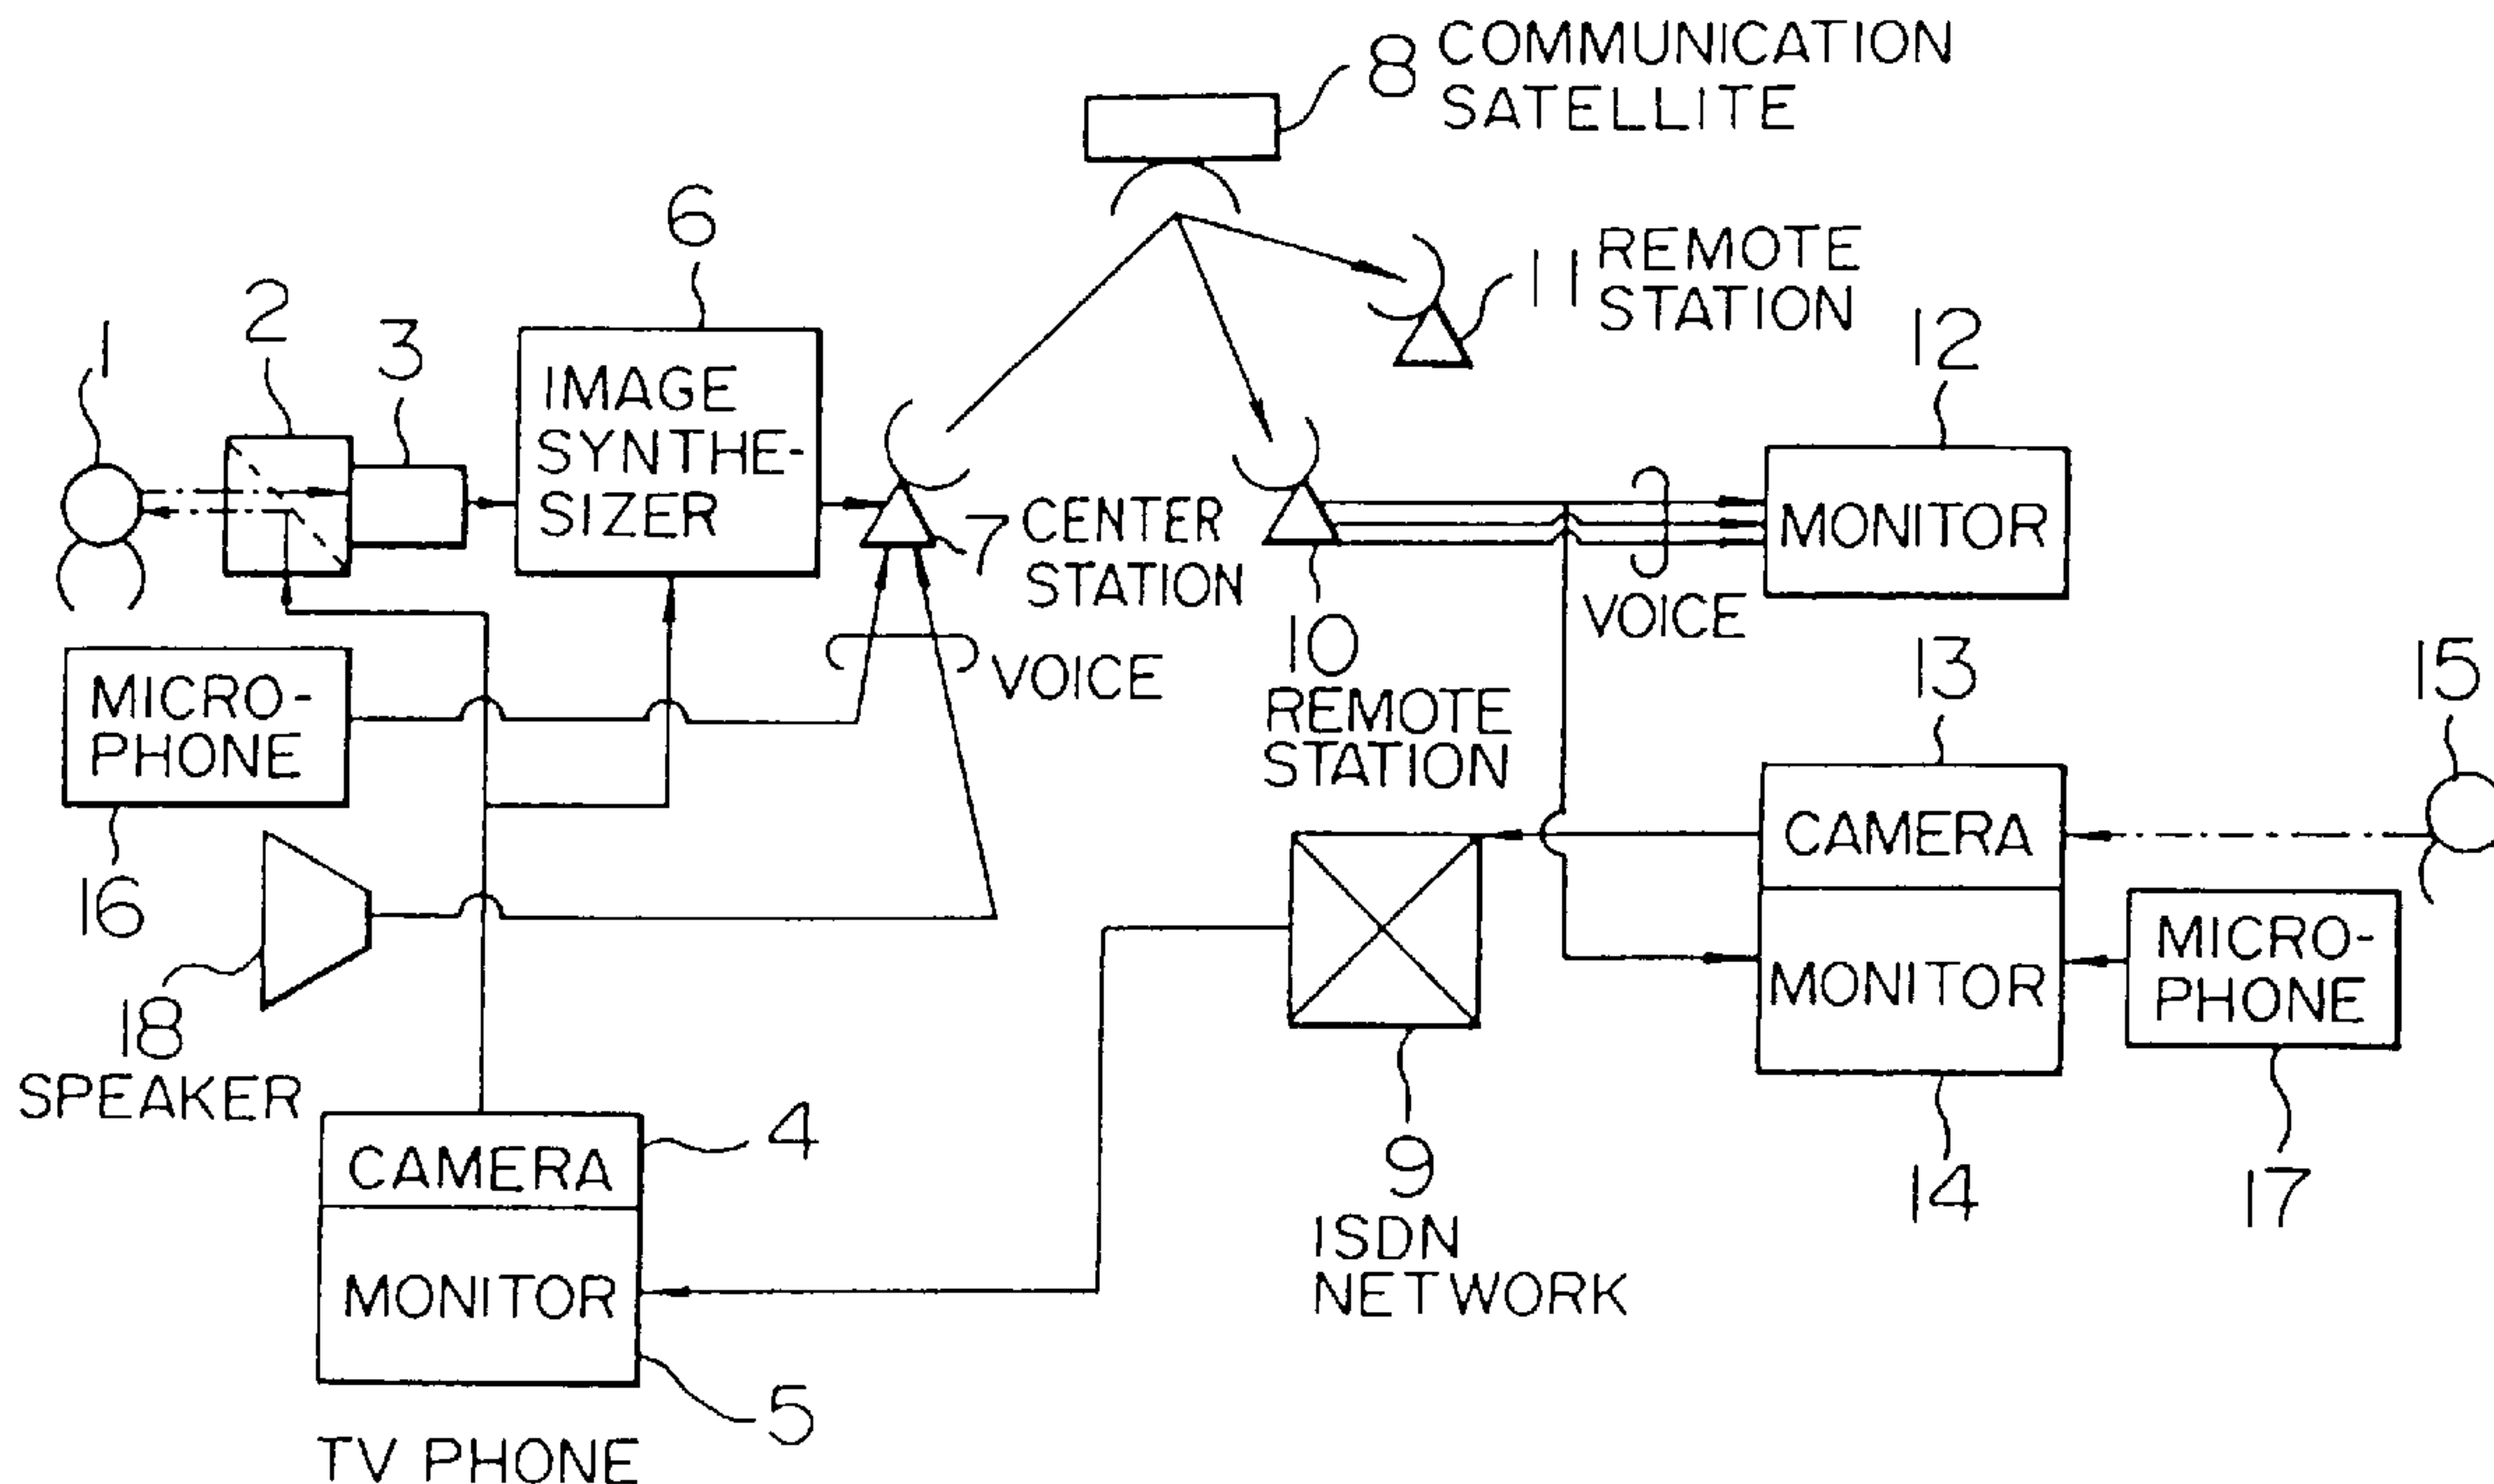 8 COMMUNICATION
SATELLITE
6
11 REMOTE
STATION
2
1
3
12
IMAGE
SYNTHE-
SIZER
7 CENTER
STATION
MONITOR
VOICE
10
REMOTE
STATION
VOICE
13
15
MICRO-
PHONE
16
CAMERA
MONITOR
MICRO-
PHONE
18
SPEAKER
4
CAMERA
MONITOR
5
TV PHONE
9
ISDN
NETWORK
14
17